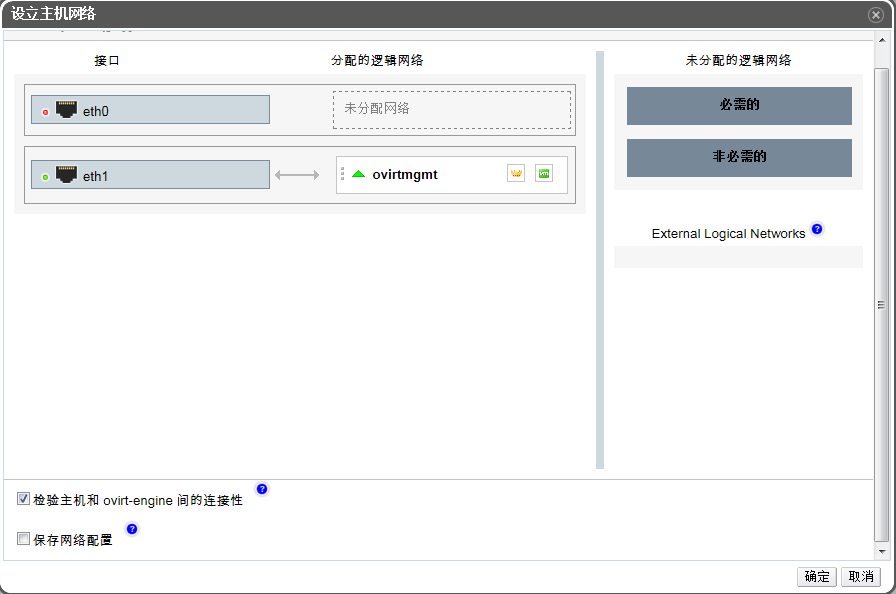 设立主机网络
接口
分配的逻辑网络
未分配的逻辑网络
eth0
未分配网络
必需的
eth1
ovirtmgmt
vm
非必需的
External Logical Networks ?
检验主机和 ovirt-engine 间的连接性 ?
保存网络配置 ?
确定
取消